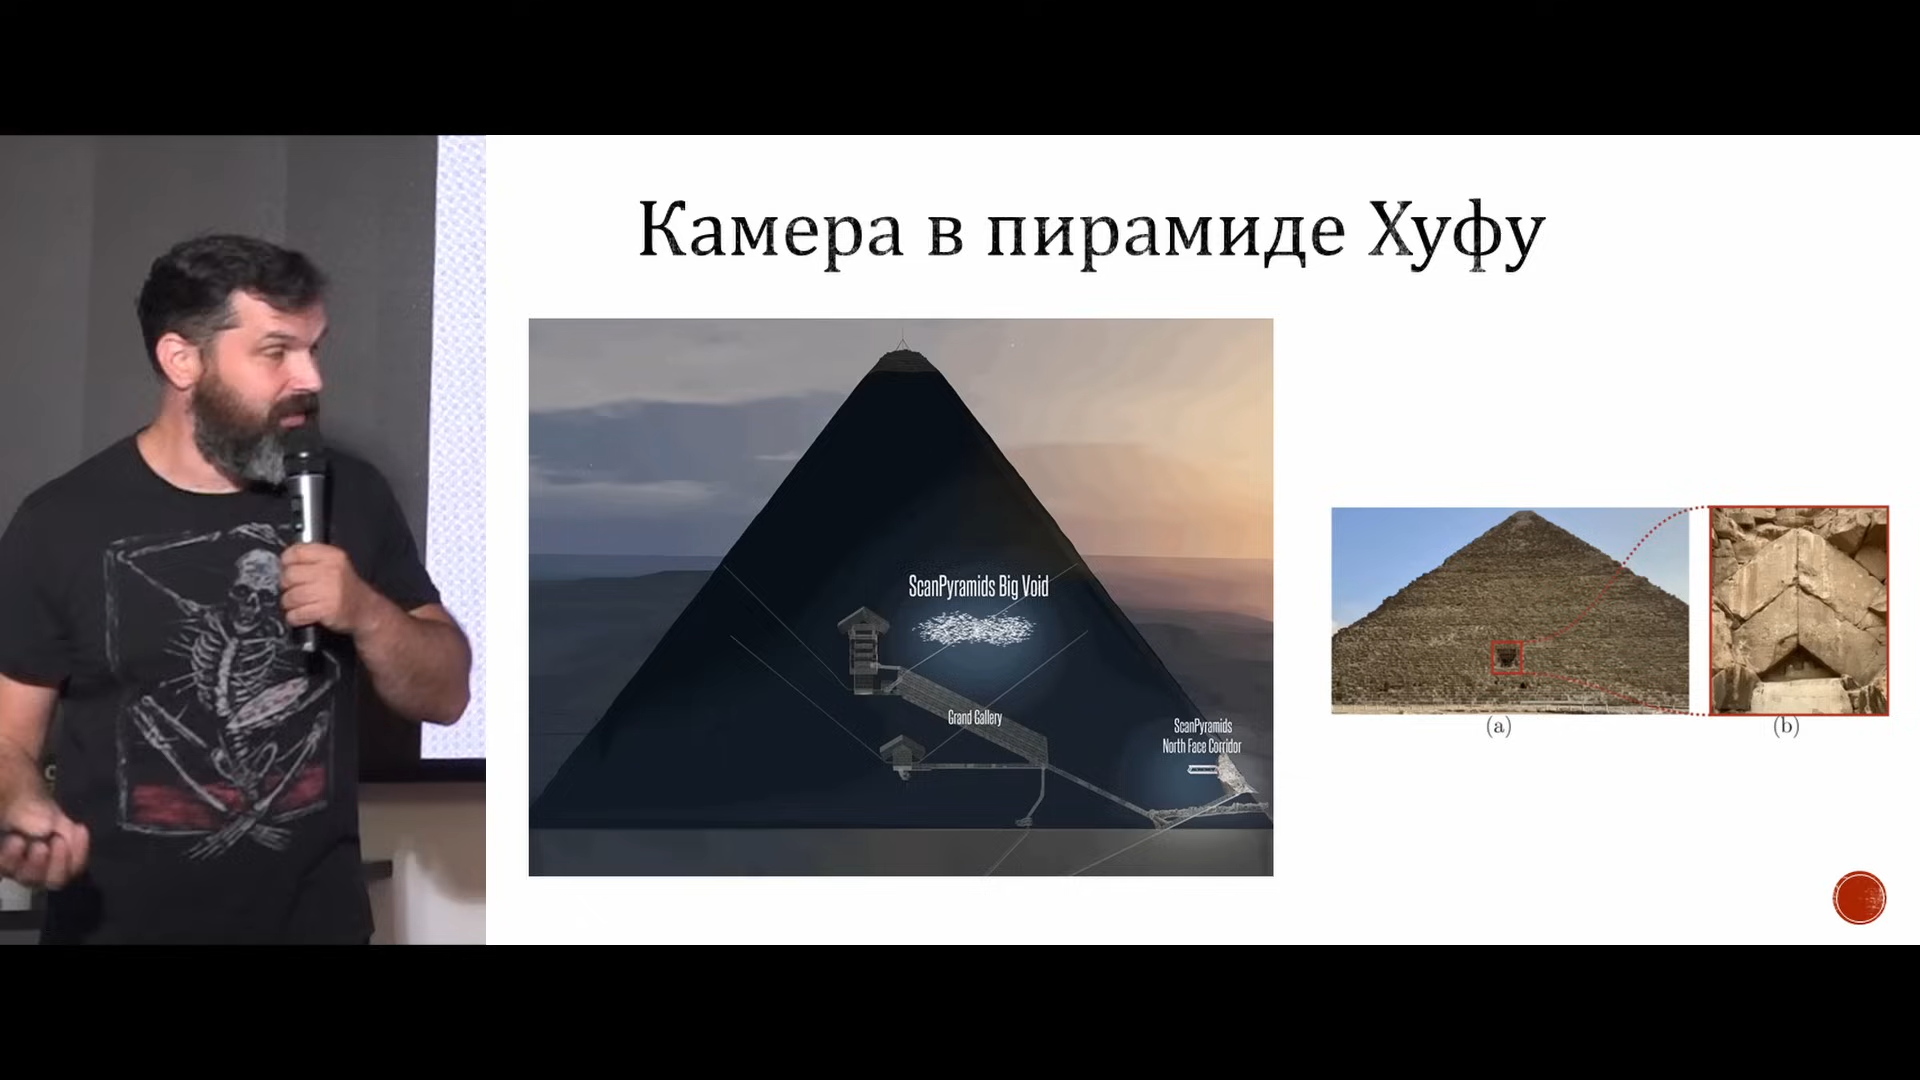 Камера в пирамиде Хуфу
ScanPyramids Big Void
Grand Gallery
ScanPyramids
North Face Corridor
(a)
(b)